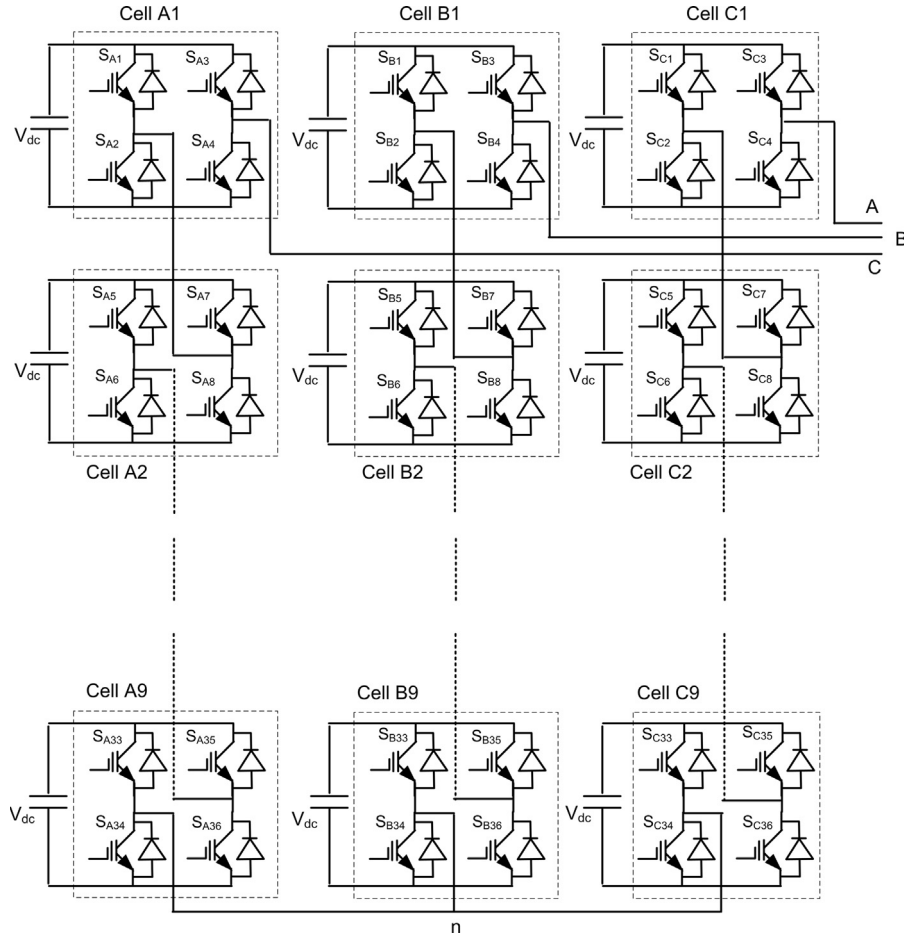 Cell A1
Cell B1
Cell C1
SA1
SA3
SB1
SB3
SC1
SC3
Vdc
Vdc
Vdc
SA2
SA4
SB2
SB4
SC2
SC4
A
B
C
SA5
SA7
SB5
SB7
SC5
SC7
Vdc
Vdc
Vdc
SA6
SA8
SB6
SB8
SC6
SC8
Cell A2
Cell B2
Cell C2
Cell A9
Cell B9
Cell C9
SA33
SA35
SB33
SB35
SC33
SC35
Vdc
Vdc
Vdc
SA34
SA36
SB34
SB36
SC34
SC36
n